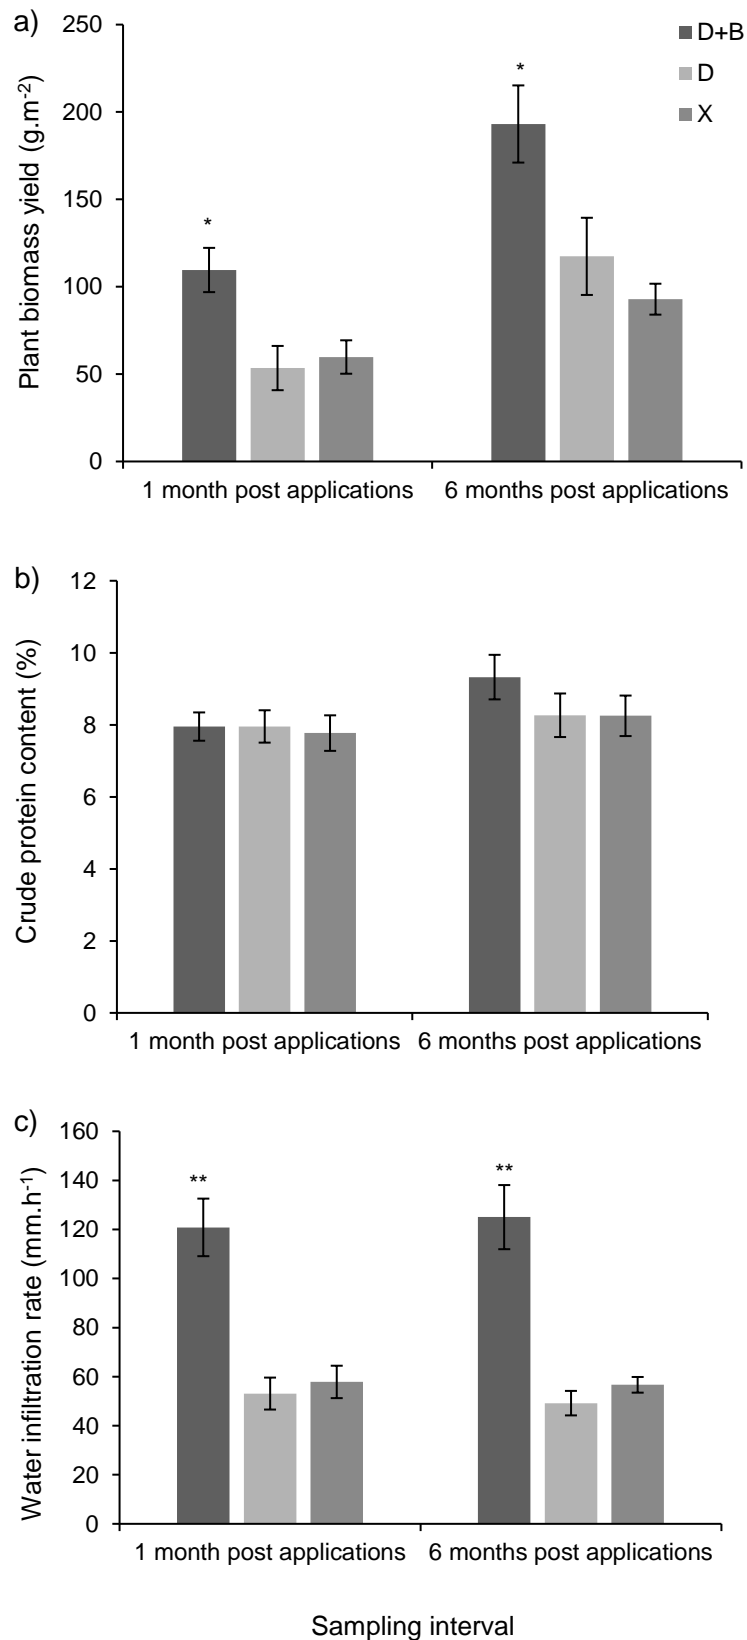 a)
Plant biomass yield (g.m-2)
250
200
150
100
50
0
*
*
D+B
D
X
1 month post applications
6 months post applications
b)
Crude protein content (%)
12
10
8
6
4
2
0
1 month post applications
6 months post applications
c)
Water infiltration rate (mm.h-1)
160
140
120
100
80
60
40
20
0
**
**
1 month post applications
6 months post applications
Sampling interval